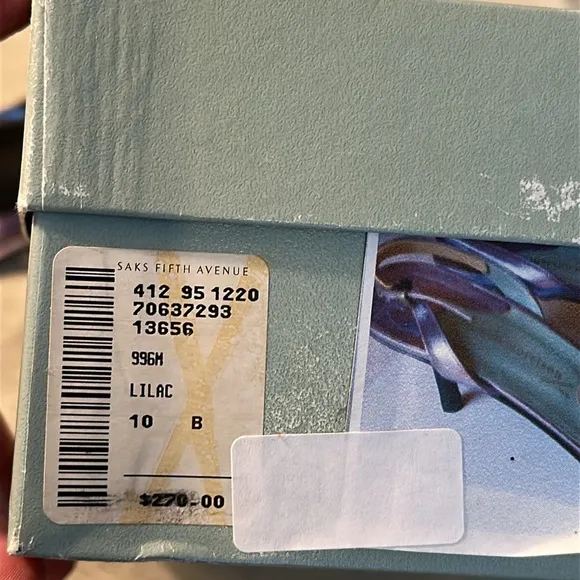 SAKS FIFTH AVENUE
412 95 1220
70637293
13656
996M
LILAC
10 B
$270.00